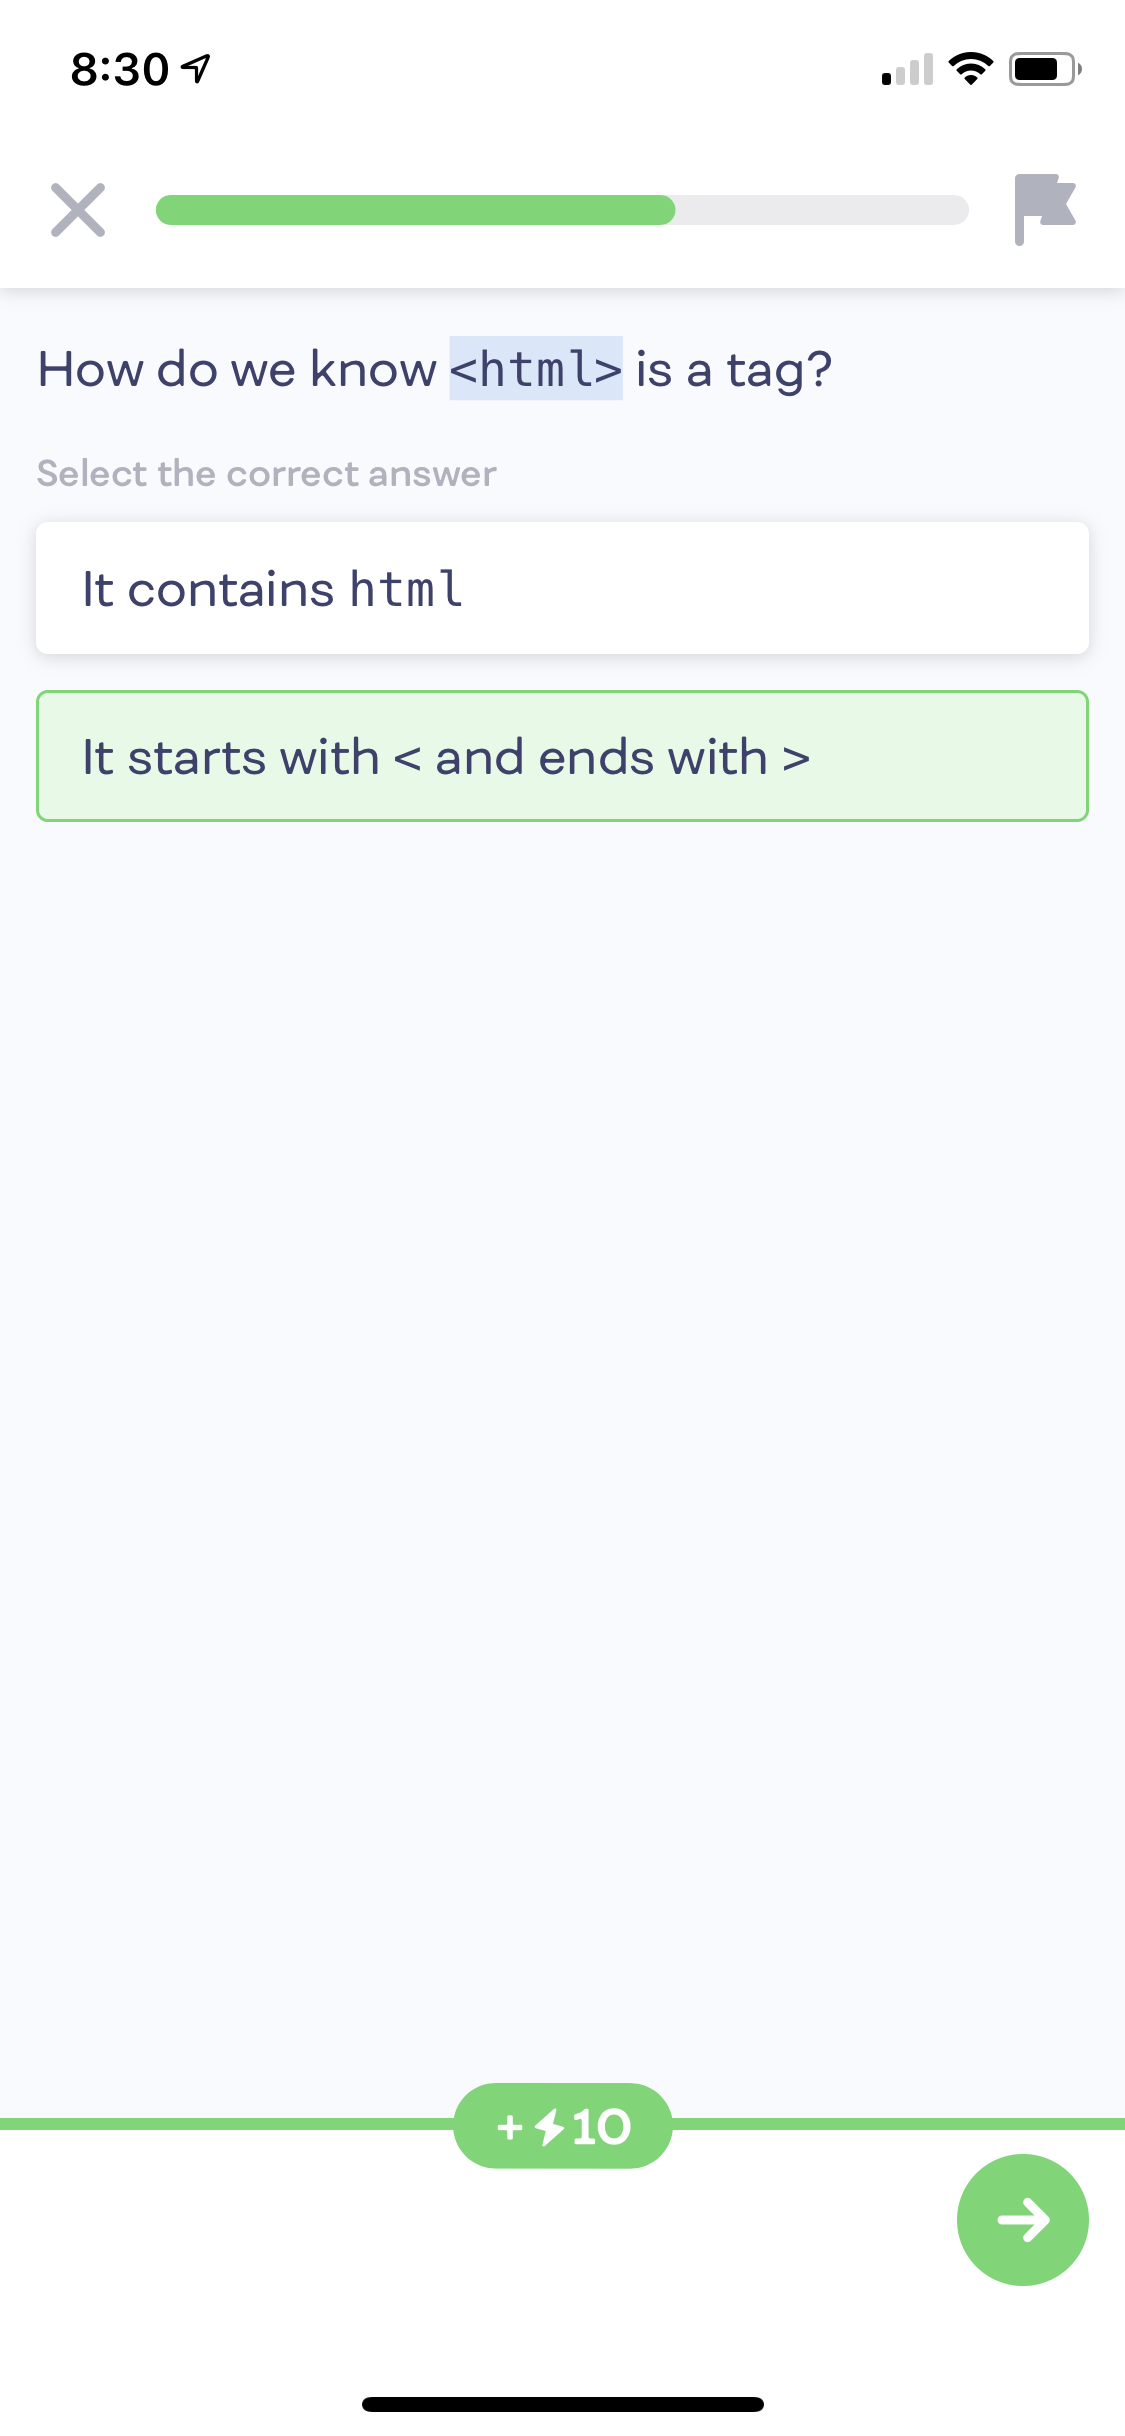 8:30
How do we know <html> is a tag?
Select the correct answer
It contains html
It starts with < and ends with >
+ 10